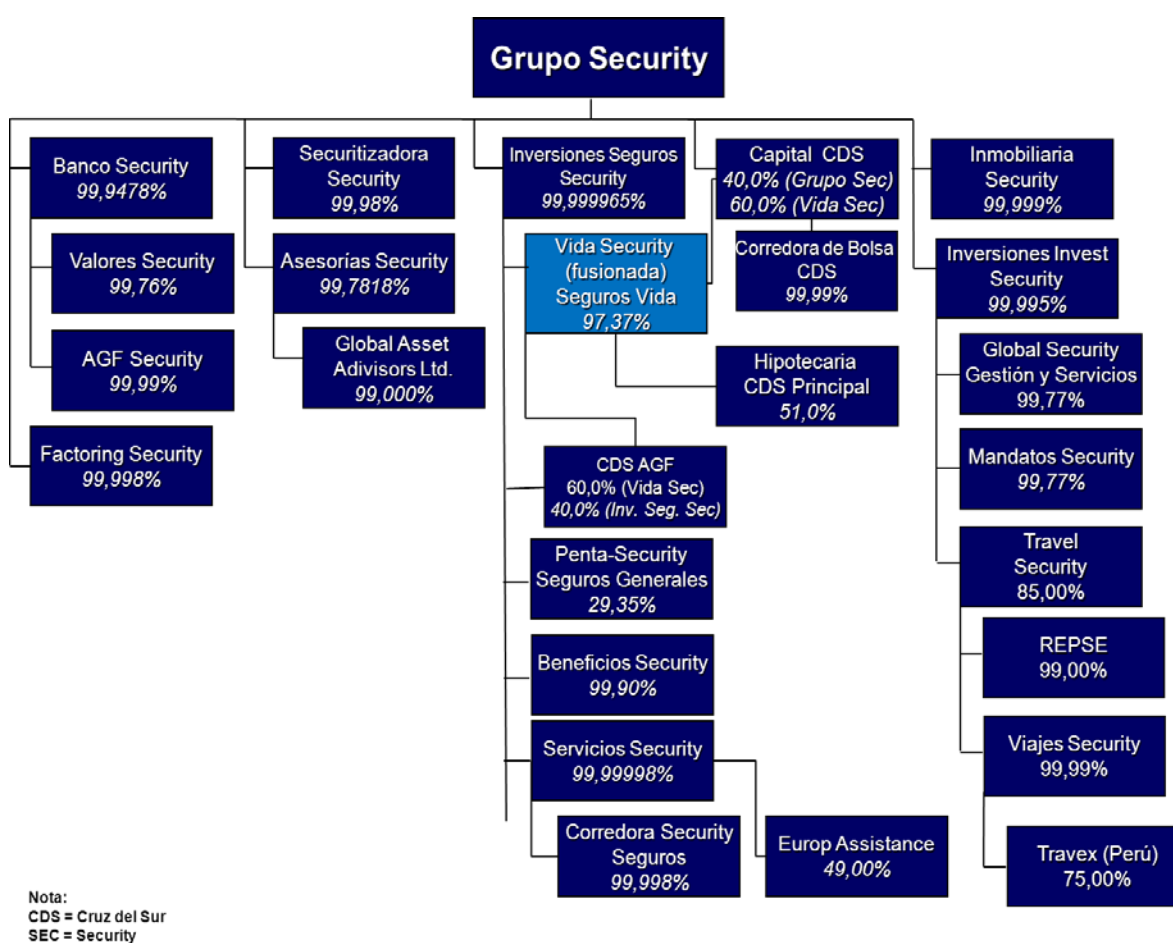 Grupo Security
Banco Security
99,9478%
Valores Security
99,76%
AGF Security
99,99%
Factoring Security
99,998%
Securitizadora
Security
99,98%
Asesorías Security
99,7818%
Global Asset
Adivisors Ltd.
99,000%
Inversiones Seguros
Security
99,999965%
Vida Security
(fusionada)
Seguros Vida
97,37%
Capital CDS
40,0% (Grupo Sec)
60,0% (Vida Sec)
Corredora de Bolsa
CDS
99,99%
Hipotecaria
CDS Principal
51,0%
CDS AGF
60,0% (Vida Sec)
40,0% (Inv. Seg. Sec)
Penta-Security
Seguros Generales
29,35%
Beneficios Security
99,90%
Servicios Security
99,99998%
Corredora Security
Seguros
99,998%
Europ Assistance
49,00%
Inmobiliaria
Security
99,999%
Inversiones Invest
Security
99,995%
Global Security
Gestión y Servicios
99,77%
Mandatos Security
99,77%
Travel
Security
85,00%
REPSE
99,00%
Viajes Security
99,99%
Travex (Perú)
75,00%
Nota:
CDS = Cruz del Sur
SEC = Security